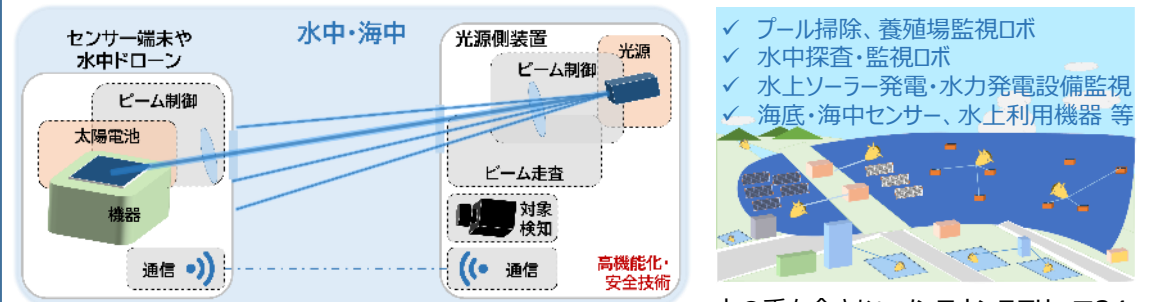 センサー端末や
水中ドローン
水中・海中
光源側装置
光源
ビーム制御
ビーム制御
太陽電池
機器
ビーム走査
対象
検知
通信
通信
高機能化・
安全技術
✓ プール掃除、養殖場監視ロボ
✓ 水中探査・監視ロボ
✓ 水上ソーラー発電・水力発電設備監視
✓ 海底・海中センサー、水上利用機器 等